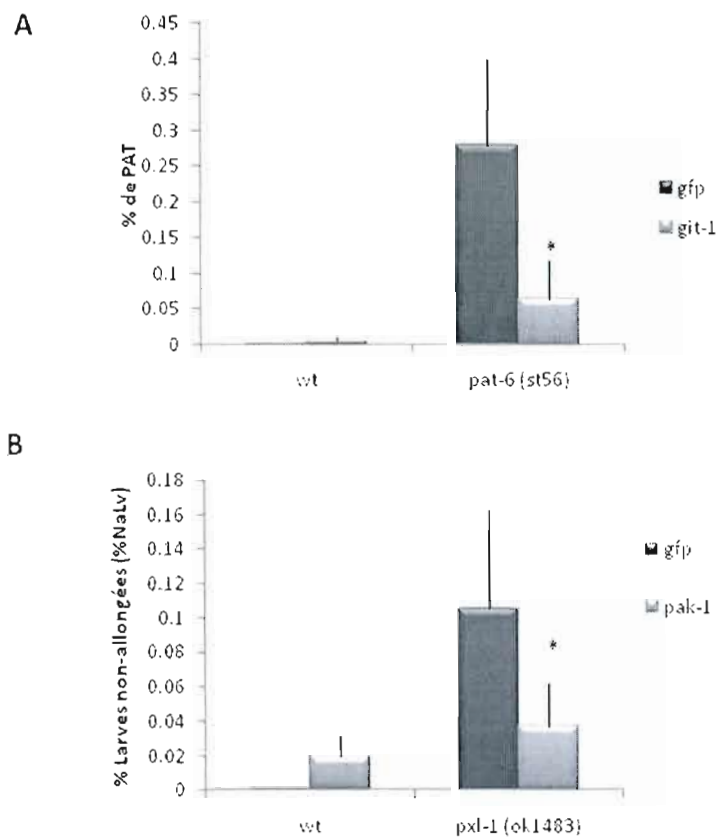 A
% de PAT
0.45
0.4
0.35
0.3
0.25
0.2
0.15
0.1
0.05
0
*
gfp
git-1
wt
pat-6 (st56)
B
% Larves non-allongées (%NaLv)
0.18
0.16
0.14
0.12
0.1
0.08
0.06
0.04
0.02
0
*
gfp
pak-1
wt
pxl-1 (ok1483)